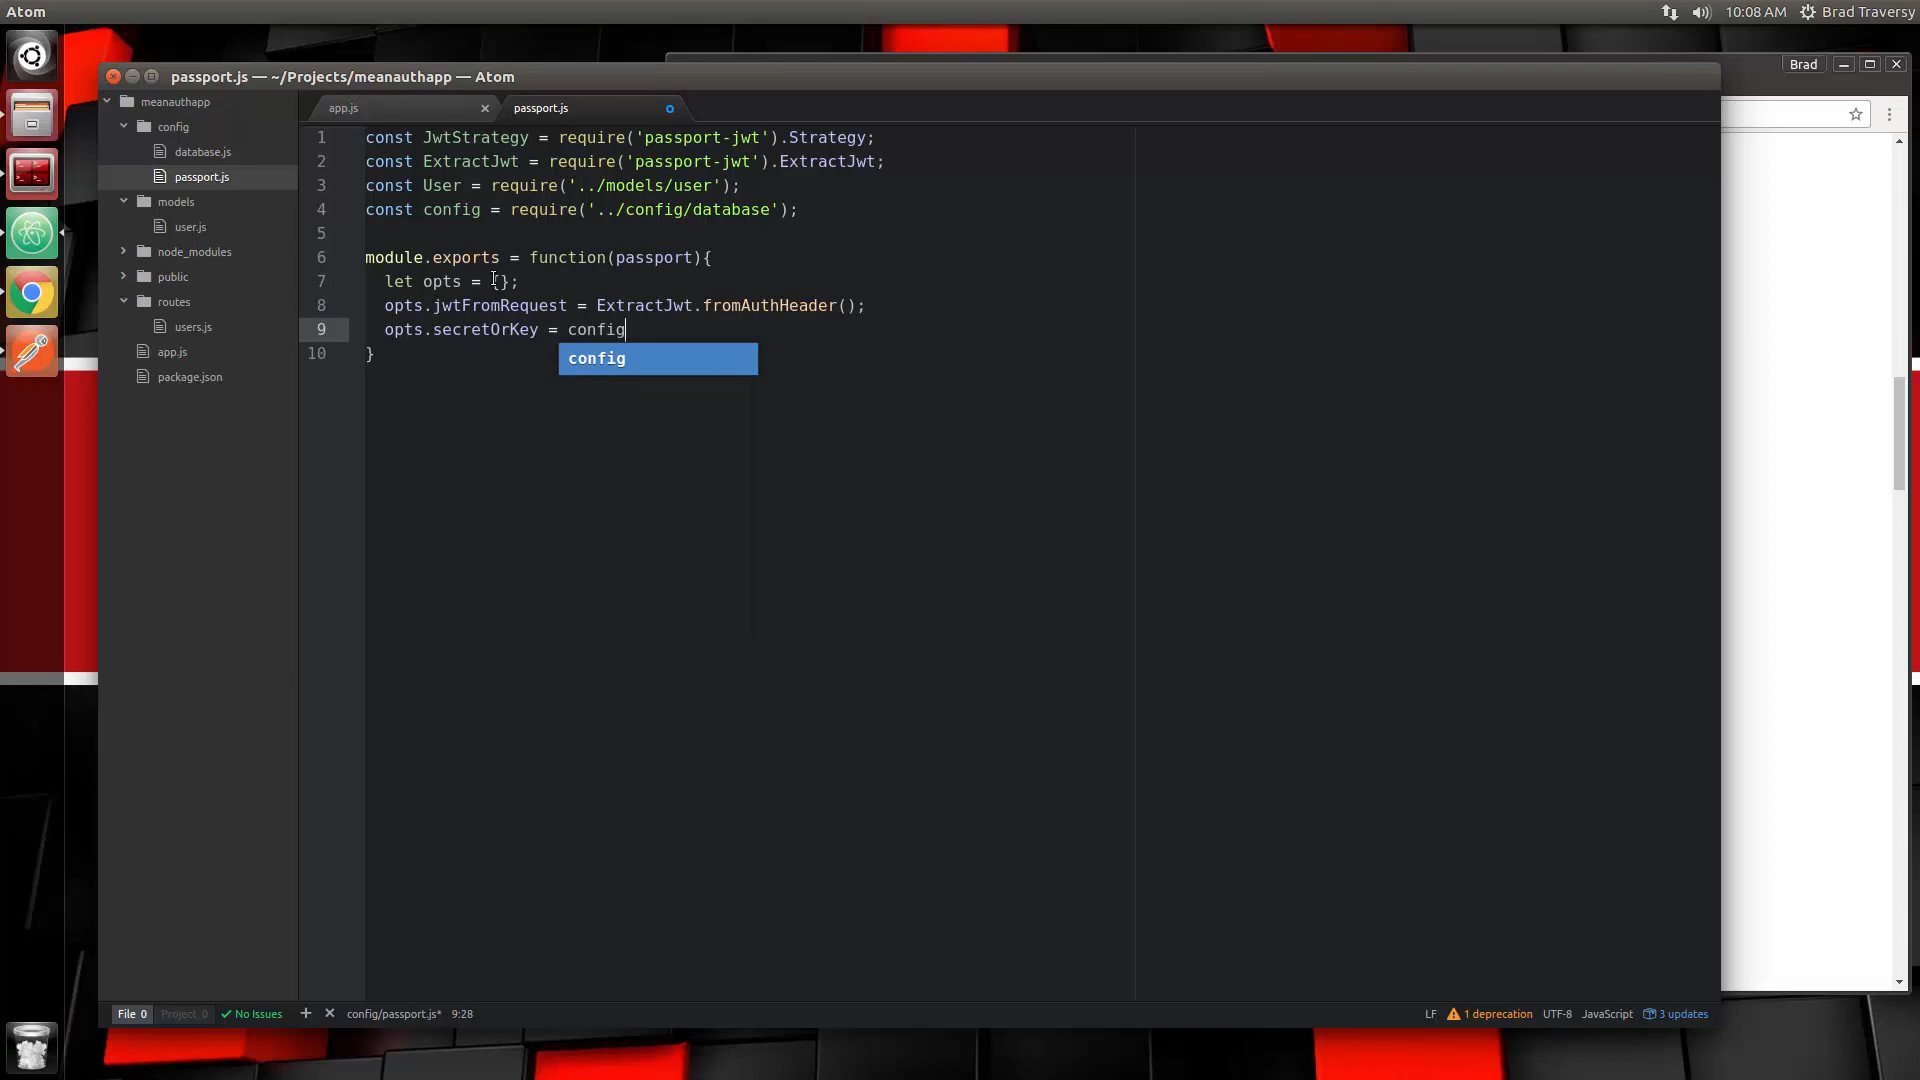 Atom
10:08 AM
Brad Traversy
passport.js — ~/Projects/meanauthapp — Atom
Brad
meanauthapp
config
database.js
passport.js
models
user.js
node_modules
public
routes
users.js
app.js
package.json
app.js
passport.js
1 const JwtStrategy = require('passport-jwt').Strategy;
2 const ExtractJwt = require('passport-jwt').ExtractJwt;
3 const User = require('../models/user');
4 const config = require('../config/database');
5
6 module.exports = function(passport){
7 let opts = {};
8 opts.jwtFromRequest = ExtractJwt.fromAuthHeader();
9 opts.secretOrKey = config
10 }
config
File 0 Project 0 No Issues config/passport.js* 9:28
LF 1 deprecation UTF-8 JavaScript 3 updates